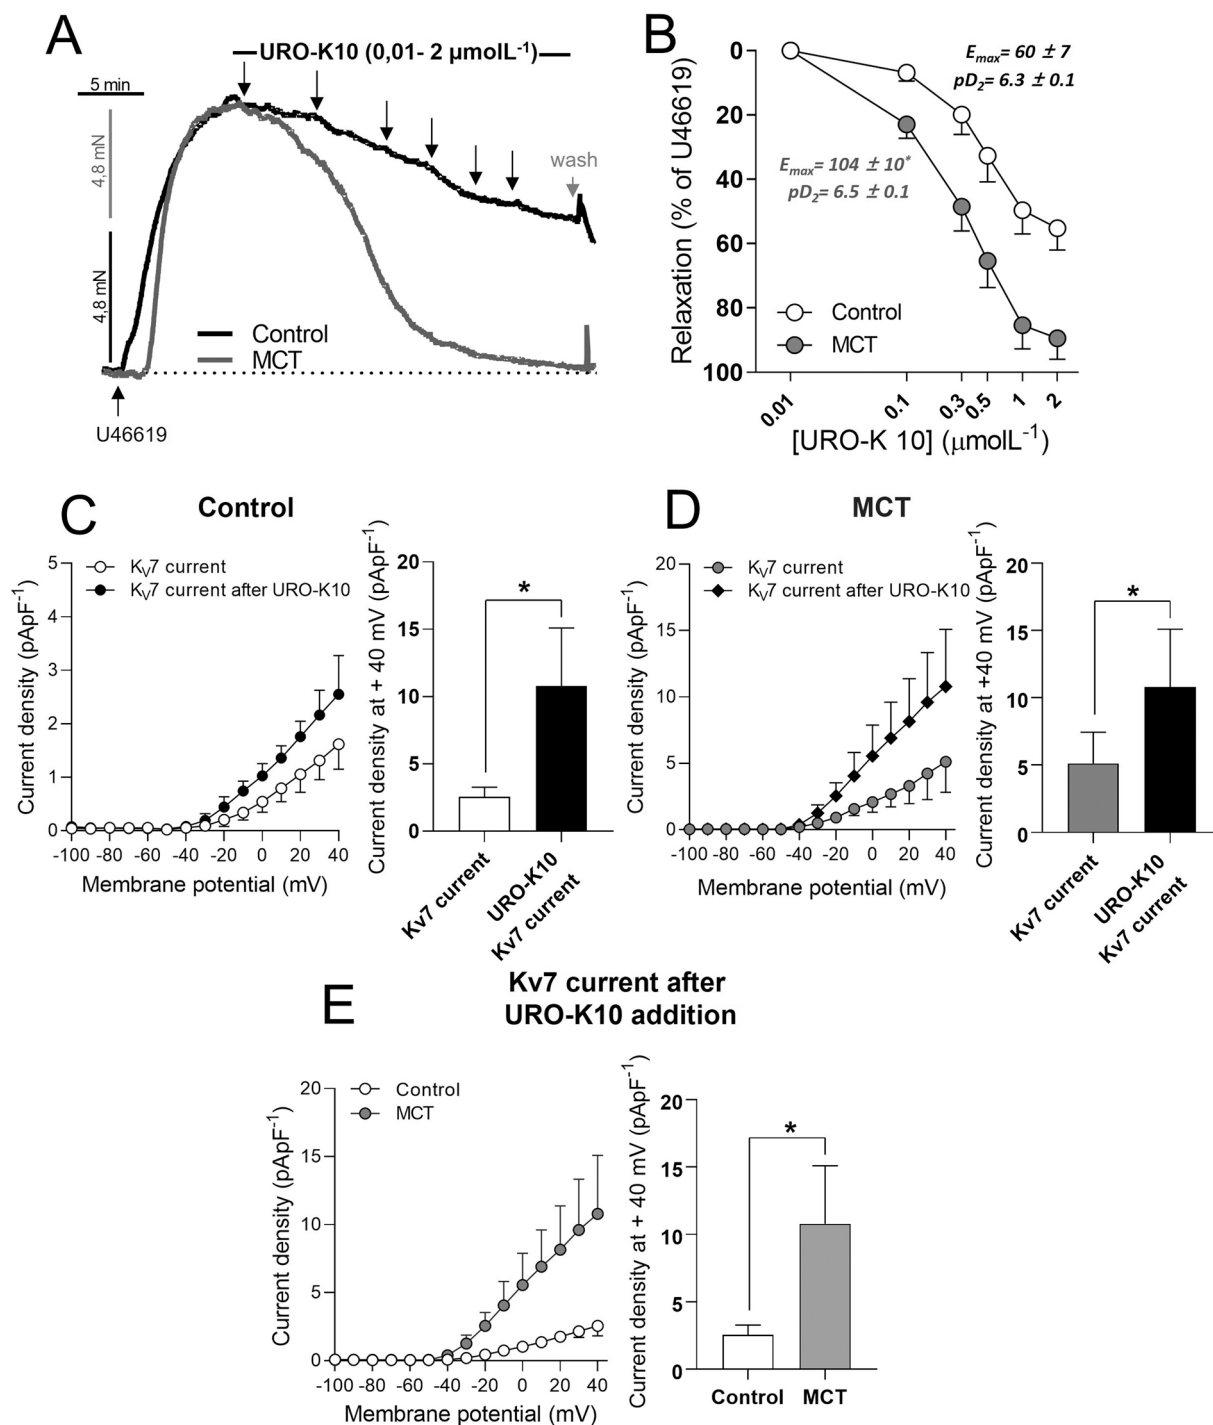 A
URO-K10 (0,01- 2 µmolL-1)
5 min
4,8 mN
4,8 mN
wash
Control
MCT
U46619
B
Relaxation (% of U46619)
0
20
40
60
80
100
Emax= 60 ± 7
pD2= 6.3 ± 0.1
Emax= 104 ± 10*
pD2= 6.5 ± 0.1
Control
MCT
0.01
0.1
0.3
0.5
1
2
[URO-K 10] (µmolL-1)
C
Control
Current density (pApF-1)
5
4
3
2
1
0
KV7 current
KV7 current after URO-K10
-100 -80 -60 -40 -20 0 20 40
Membrane potential (mV)
Current density at + 40 mV (pApF-1)
20
15
10
5
0
*
Kv7 current
URO-K10
Kv7 current
D
MCT
Current density (pApF-1)
20
15
10
5
0
KV7 current
KV7 current after URO-K10
-100 -80 -60 -40 -20 0 20 40
Membrane potential (mV)
Current density at +40 mV (pApF-1)
20
15
10
5
0
*
Kv7 current
URO-K10
Kv7 current
E
Kv7 current after
URO-K10 addition
Current density (pApF-1)
20
15
10
5
0
Control
MCT
-100 -80 -60 -40 -20 0 20 40
Membrane potential (mV)
Current density at + 40 mV (pApF-1)
20
15
10
5
0
*
Control
MCT